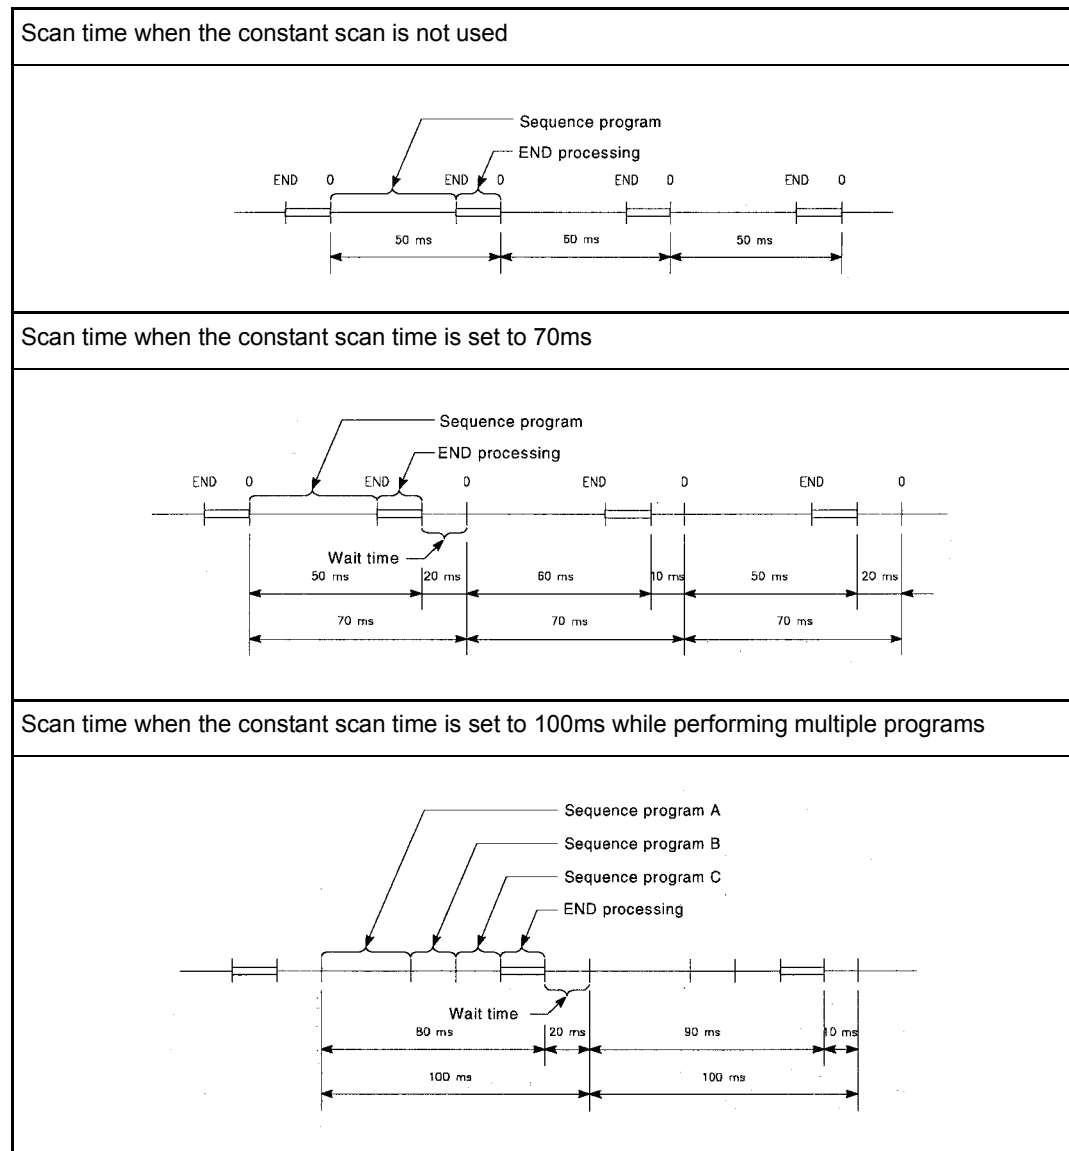 Scan time when the constant scan is not used
Sequence program
END processing
END 0 END 0 END 0 END 0
50 ms 60 ms 50 ms
Scan time when the constant scan time is set to 70ms
Sequence program
END processing
END 0 END 0 END 0 END 0
Wait time
50 ms 20 ms 60 ms 10 ms 50 ms 20 ms
70 ms 70 ms 70 ms
Scan time when the constant scan time is set to 100ms while performing multiple programs
Sequence program A
Sequence program B
Sequence program C
END processing
Wait time
80 ms 20 ms 90 ms 10 ms
100 ms 100 ms